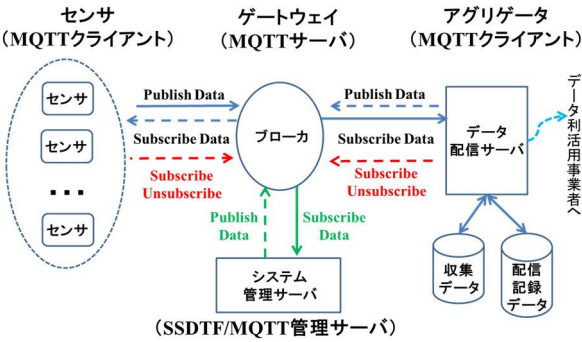 センサ
(MQTTクライアント)
ゲートウェイ
(MQTTサーバ)
アグリゲータ
(MQTTクライアント)
センサ
センサ
・・・
センサ
Publish Data
Subscribe Data
Subscribe
Unsubscribe
ブローカ
Publish Data
Subscribe Data
Subscribe
Unsubscribe
データ
配信サーバ
データ利活用事業者へ
Publish
Data
Subscribe
Data
システム
管理サーバ
(SSDTF/MQTT管理サーバ)
収集
データ
配信
記録
データ